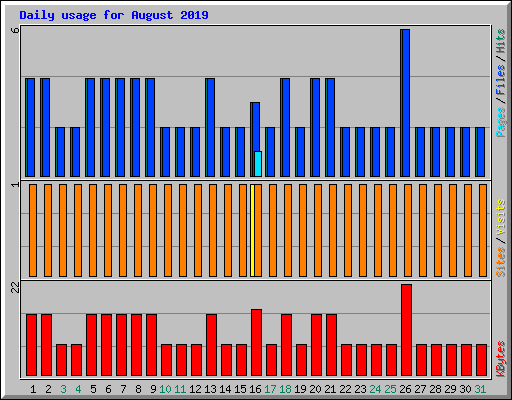 Daily usage for August 2019
6
Pages / Files / Hits
1
Sites / Visits
22
KBytes
1 2 3 4 5 6 7 8 9 10 11 12 13 14 15 16 17 18 19 20 21 22 23 24 25 26 27 28 29 30 31